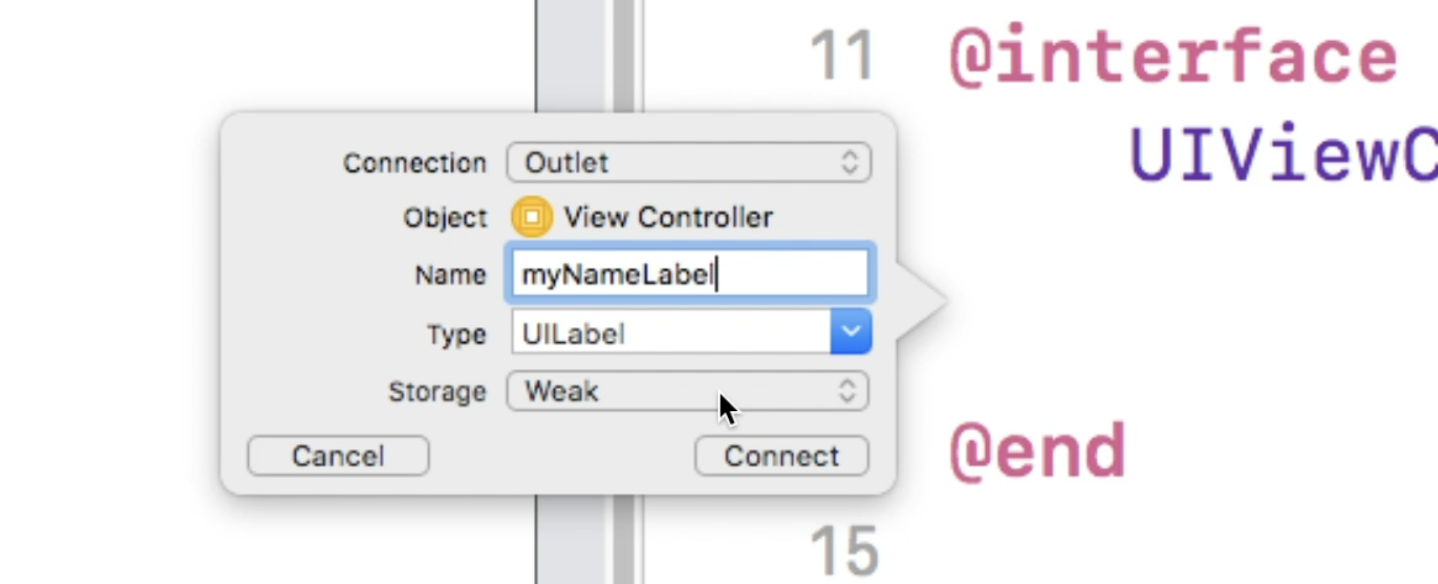 11 @interface
UIViewC
Connection Outlet
Object View Controller
Name myNameLabel
Type UILabel
Storage Weak
Cancel Connect
@end
15